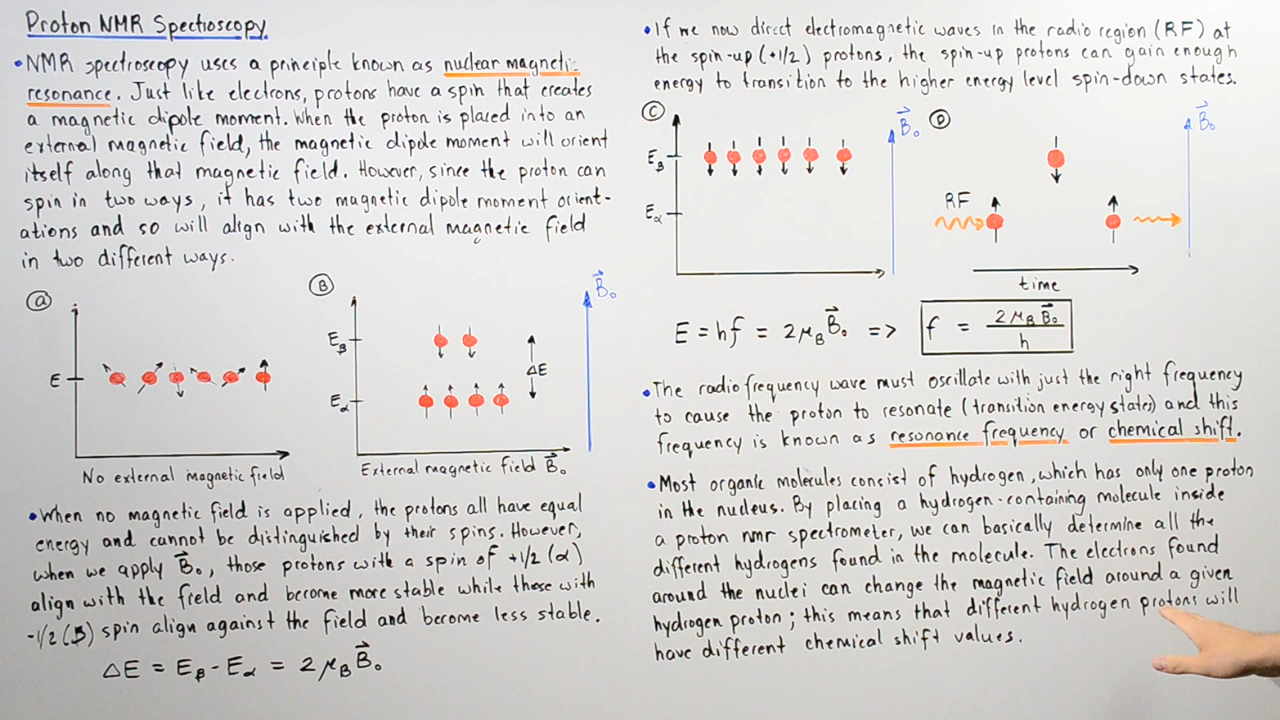 Proton NMR Spectroscopy
•NMR spectroscopy uses a principle known as nuclear magnetic
resonance. Just like electrons, protons have a spin that creates
a magnetic dipole moment. When the proton is placed into an
external magnetic field, the magnetic dipole moment will orient
itself along that magnetic field. However, since the proton can
spin in two ways, it has two magnetic dipole moment orient-
ations and so will align with the external magnetic field
in two different ways.
A
E
No external magnetic field
B
Eβ
Eα
ΔE
B⃗₀
External magnetic field B⃗₀
•When no magnetic field is applied, the protons all have equal
energy and cannot be distinguished by their spins. However,
when we apply B⃗₀, those protons with a spin of +1/2 (α)
align with the field and become more stable while those with
-1/2 (β) spin align against the field and become less stable.
ΔE = Eβ - Eα = 2μB B⃗₀
•If we now direct electromagnetic waves in the radio region (RF) at
the spin-up (+1/2) protons, the spin-up protons can gain enough
energy to transition to the higher energy level spin-down states.
C
Eβ
Eα
B⃗₀
D
RF
B⃗₀
time
E = hf = 2μB B⃗₀ => f = 2μB B⃗₀ / h
•The radiofrequency wave must oscillate with just the right frequency
to cause the proton to resonate (transition energy states) and this
frequency is known as resonance frequency or chemical shift.
•Most organic molecules consist of hydrogen, which has only one proton
in the nucleus. By placing a hydrogen-containing molecule inside
a proton nmr spectrometer, we can basically determine all the
different hydrogens found in the molecule. The electrons found
around the nuclei can change the magnetic field around a given
hydrogen proton; this means that different hydrogen protons will
have different chemical shift values.